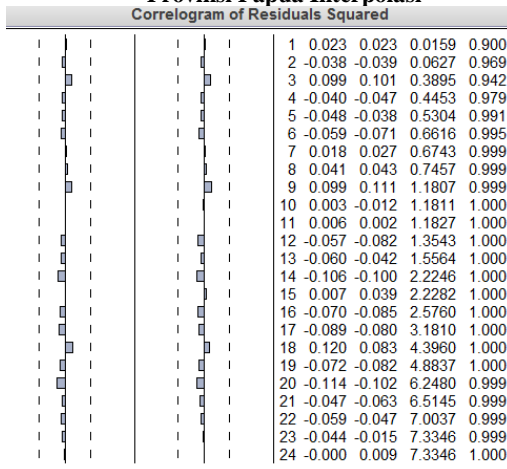 Provinsi Papua Interpolasi
Correlogram of Residuals Squared
1 0.023 0.023 0.0159 0.900
2 -0.038 -0.039 0.0627 0.969
3 0.099 0.101 0.3895 0.942
4 -0.040 -0.047 0.4453 0.979
5 -0.048 -0.038 0.5304 0.991
6 -0.059 -0.071 0.6616 0.995
7 0.018 0.027 0.6743 0.999
8 0.041 0.043 0.7457 0.999
9 0.099 0.111 1.1807 0.999
10 0.003 -0.012 1.1811 1.000
11 0.006 0.002 1.1827 1.000
12 -0.057 -0.082 1.3543 1.000
13 -0.060 -0.042 1.5564 1.000
14 -0.106 -0.100 2.2246 1.000
15 0.007 0.039 2.2282 1.000
16 -0.070 -0.085 2.5760 1.000
17 -0.089 -0.080 3.1810 1.000
18 0.120 0.083 4.3960 1.000
19 -0.072 -0.082 4.8837 1.000
20 -0.114 -0.102 6.2480 0.999
21 -0.047 -0.063 6.5145 0.999
22 -0.059 -0.047 7.0037 0.999
23 -0.044 -0.015 7.3346 0.999
24 -0.000 0.009 7.3346 1.000